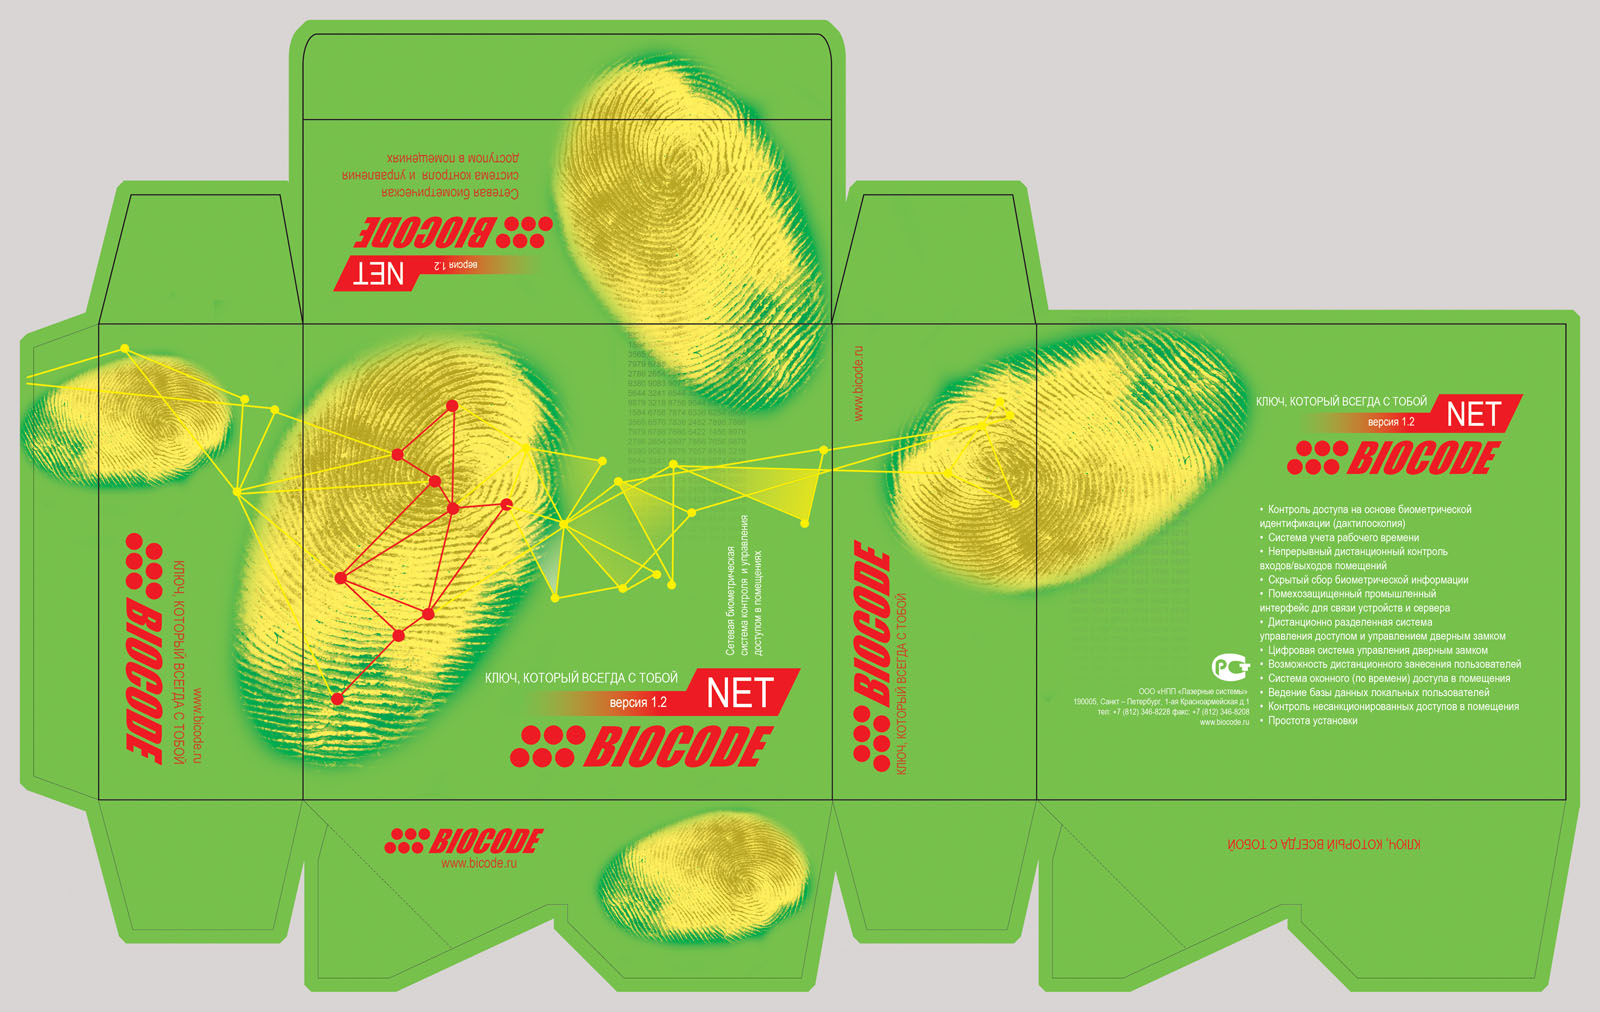 Сетевая биометрическая
система контроля и управления
доступом в помещениях
BIOCODE
NET
версия 1.2
BIOCODE
КЛЮЧ, КОТОРЫЙ ВСЕГДА С ТОБОЙ
www.biocode.ru
Сетевая биометрическая
система контроля и управления
доступом в помещениях
КЛЮЧ, КОТОРЫЙ ВСЕГДА С ТОБОЙ
NET
версия 1.2
BIOCODE
www.bicode.ru
BIOCODE
КЛЮЧ, КОТОРЫЙ ВСЕГДА С ТОБОЙ
КЛЮЧ, КОТОРЫЙ ВСЕГДА С ТОБОЙ
NET
версия 1.2
BIOCODE
• Контроль доступа на основе биометрической
идентификации (дактилоскопия)
• Система учета рабочего времени
• Непрерывный дистанционный контроль
входов/выходов помещений
• Скрытый сбор биометрической информации
• Помехозащищенный промышленный
интерфейс для связи устройств и сервера
• Дистанционно разделенная система
управления доступом и управлением дверным замком
• Цифровая система управления дверным замком
• Возможность дистанционного занесения пользователей
• Система оконного (по времени) доступа в помещения
• Ведение базы данных локальных пользователей
• Контроль несанкционированных доступов в помещения
• Простота установки
РСТ
ООО «НПП «Лазерные системы»
190005, Санкт – Петербург, 1-ая Красноармейская д.1
тел: +7 (812) 346-8228 факс: +7 (812) 346-8208
www.biocode.ru
BIOCODE
www.bicode.ru
КЛЮЧ, КОТОРЫЙ ВСЕГДА С ТОБОЙ